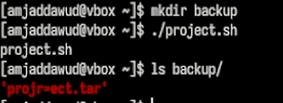 [amjaddawud@vbox ~]$ mkdir backup
[amjaddawud@vbox ~]$ ./project.sh
project.sh
[amjaddawud@vbox ~]$ ls backup/
'projr=ect.tar'